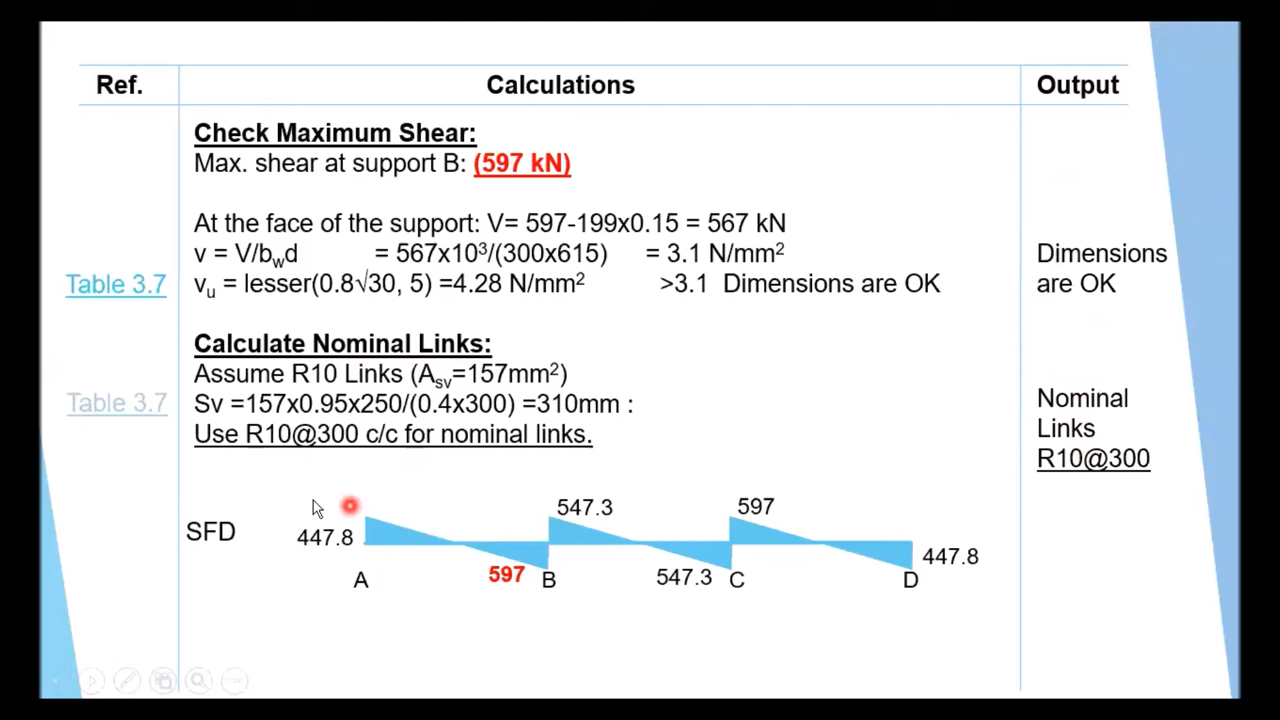 Ref.
Calculations
Output
Check Maximum Shear:
Max. shear at support B: (597 kN)
At the face of the support: V= 597-199x0.15 = 567 kN
v = V/bwd = 567x10³/(300x615) = 3.1 N/mm²
Dimensions
Table 3.7
vu = lesser(0.8√30, 5) =4.28 N/mm² >3.1 Dimensions are OK
are OK
Calculate Nominal Links:
Assume R10 Links (Asv=157mm²)
Table 3.7
Sv =157x0.95x250/(0.4x300) =310mm :
Use R10@300 c/c for nominal links.
Nominal
Links
R10@300
SFD
447.8
547.3
597
597
547.3
447.8
A
B
C
D